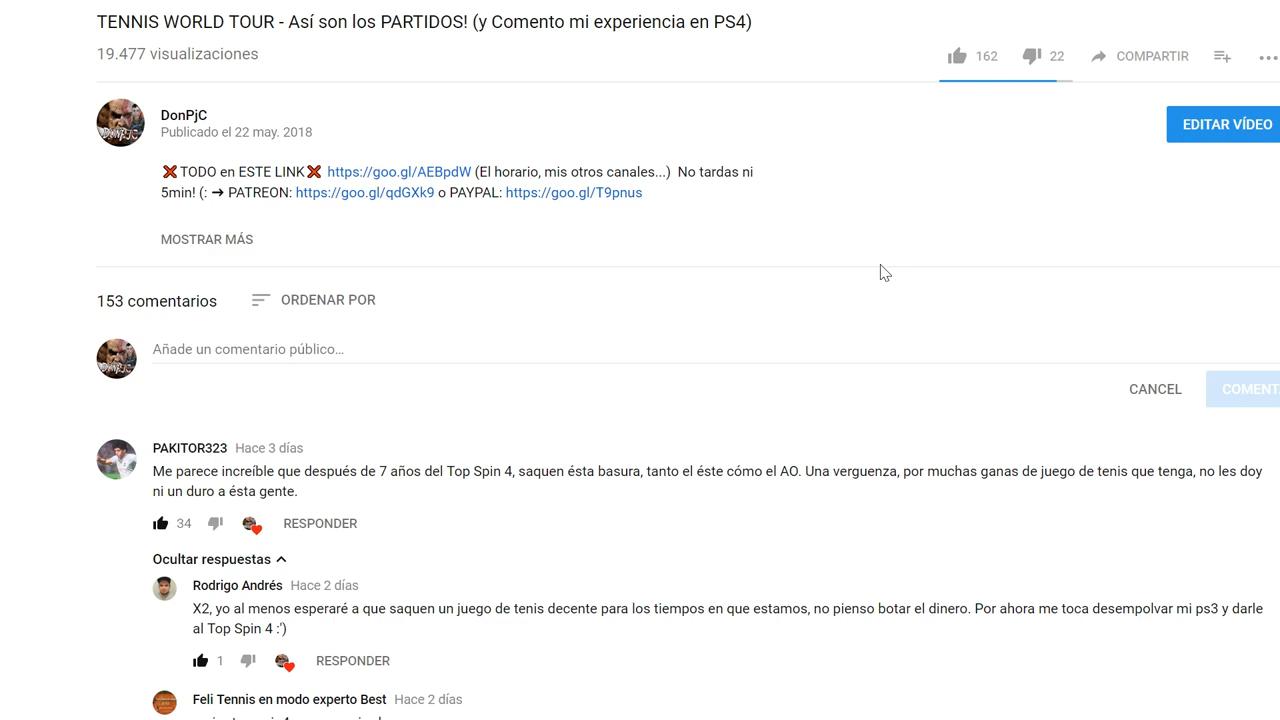 TENNIS WORLD TOUR - Así son los PARTIDOS! (y Comento mi experiencia en PS4)
19.477 visualizaciones
162 22 COMPARTIR
DonPjC
Publicado el 22 may. 2018
EDITAR VÍDEO
❌TODO en ESTE LINK❌ https://goo.gl/AEBpdW (El horario, mis otros canales...) No tardas ni
5min! (: ➔ PATREON: https://goo.gl/qdGXk9 o PAYPAL: https://goo.gl/T9pnus
MOSTRAR MÁS
153 comentarios ORDENAR POR
Añade un comentario público...
CANCEL COMENT
PAKITOR323 Hace 3 días
Me parece increíble que después de 7 años del Top Spin 4, saquen ésta basura, tanto el éste cómo el AO. Una verguenza, por muchas ganas de juego de tenis que tenga, no les doy
ni un duro a ésta gente.
34 RESPONDER
Ocultar respuestas
Rodrigo Andrés Hace 2 días
X2, yo al menos esperaré a que saquen un juego de tenis decente para los tiempos en que estamos, no pienso botar el dinero. Por ahora me toca desempolvar mi ps3 y darle
al Top Spin 4 :')
1 RESPONDER
Feli Tennis en modo experto Best Hace 2 días